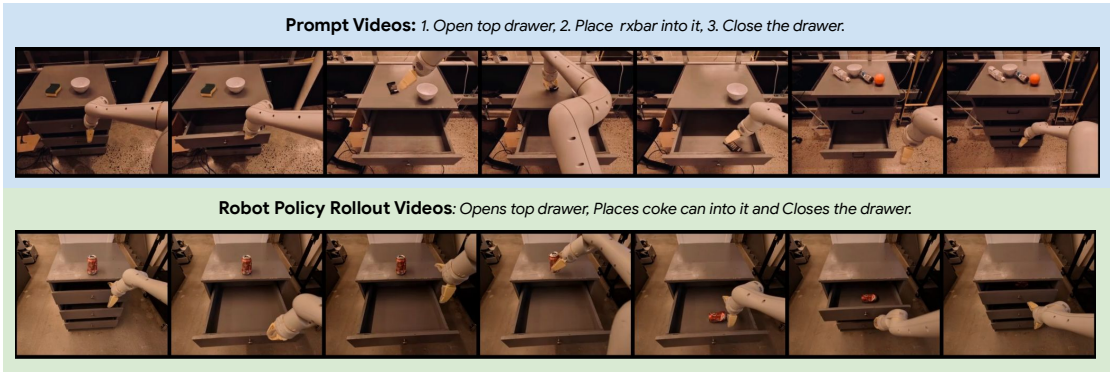 Prompt Videos: 1. Open top drawer, 2. Place rxbar into it, 3. Close the drawer.
Robot Policy Rollout Videos: Opens top drawer, Places coke can into it and Closes the drawer.